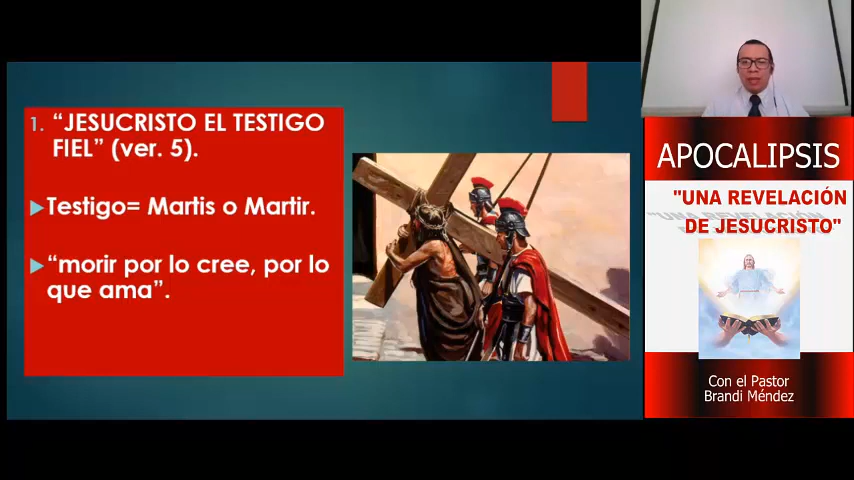 1. “JESUCRISTO EL TESTIGO
FIEL” (ver. 5).
Testigo= Martis o Martir.
“morir por lo cree, por lo
que ama”.
APOCALIPSIS
"UNA REVELACIÓN
DE JESUCRISTO"
Con el Pastor
Brandi Méndez